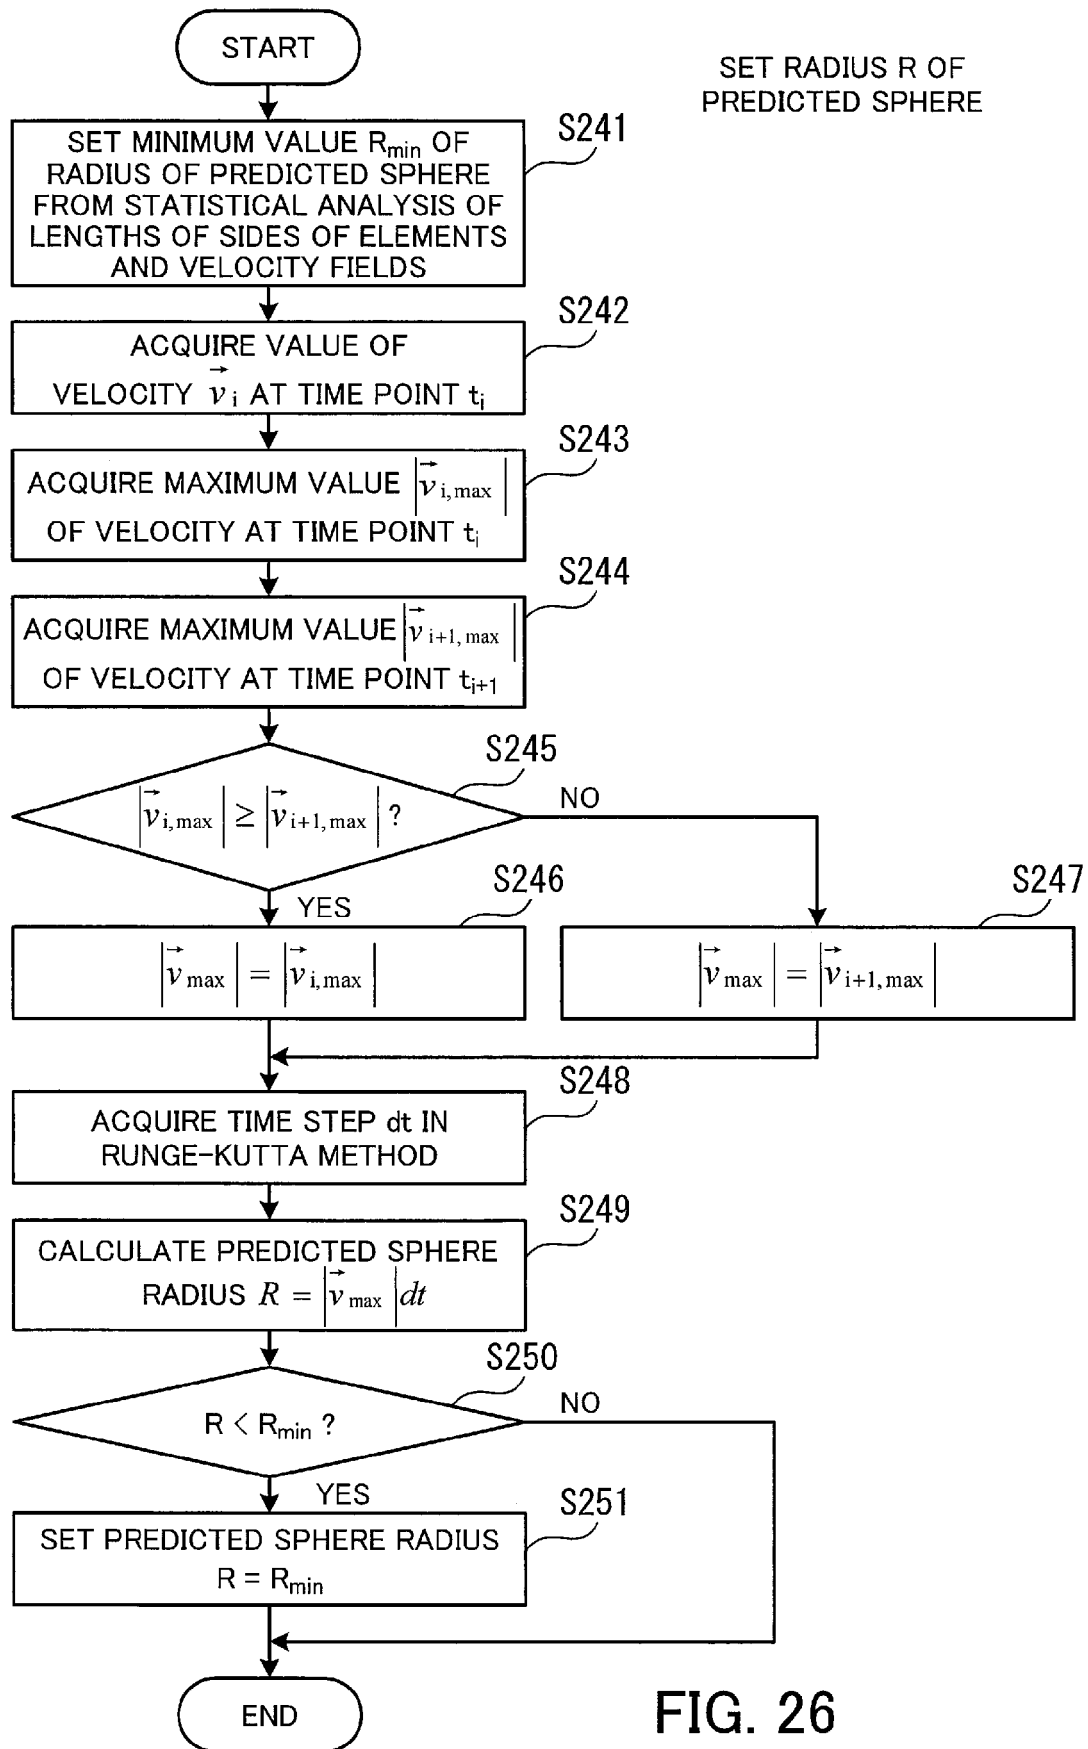 START
SET RADIUS R OF
PREDICTED SPHERE
S241
SET MINIMUM VALUE Rmin OF
RADIUS OF PREDICTED SPHERE
FROM STATISTICAL ANALYSIS OF
LENGTHS OF SIDES OF ELEMENTS
AND VELOCITY FIELDS
S242
ACQUIRE VALUE OF
VELOCITY v⃗i AT TIME POINT ti
S243
ACQUIRE MAXIMUM VALUE |v⃗i,max|
OF VELOCITY AT TIME POINT ti
S244
ACQUIRE MAXIMUM VALUE |v⃗i+1,max|
OF VELOCITY AT TIME POINT ti+1
S245
|v⃗i,max| ≥ |v⃗i+1,max| ?
NO
YES
S246
|v⃗max| = |v⃗i,max|
S247
|v⃗max| = |v⃗i+1,max|
S248
ACQUIRE TIME STEP dt IN
RUNGE-KUTTA METHOD
S249
CALCULATE PREDICTED SPHERE
RADIUS R = |v⃗max|dt
S250
R < Rmin ?
NO
YES
S251
SET PREDICTED SPHERE RADIUS
R = Rmin
END
FIG. 26